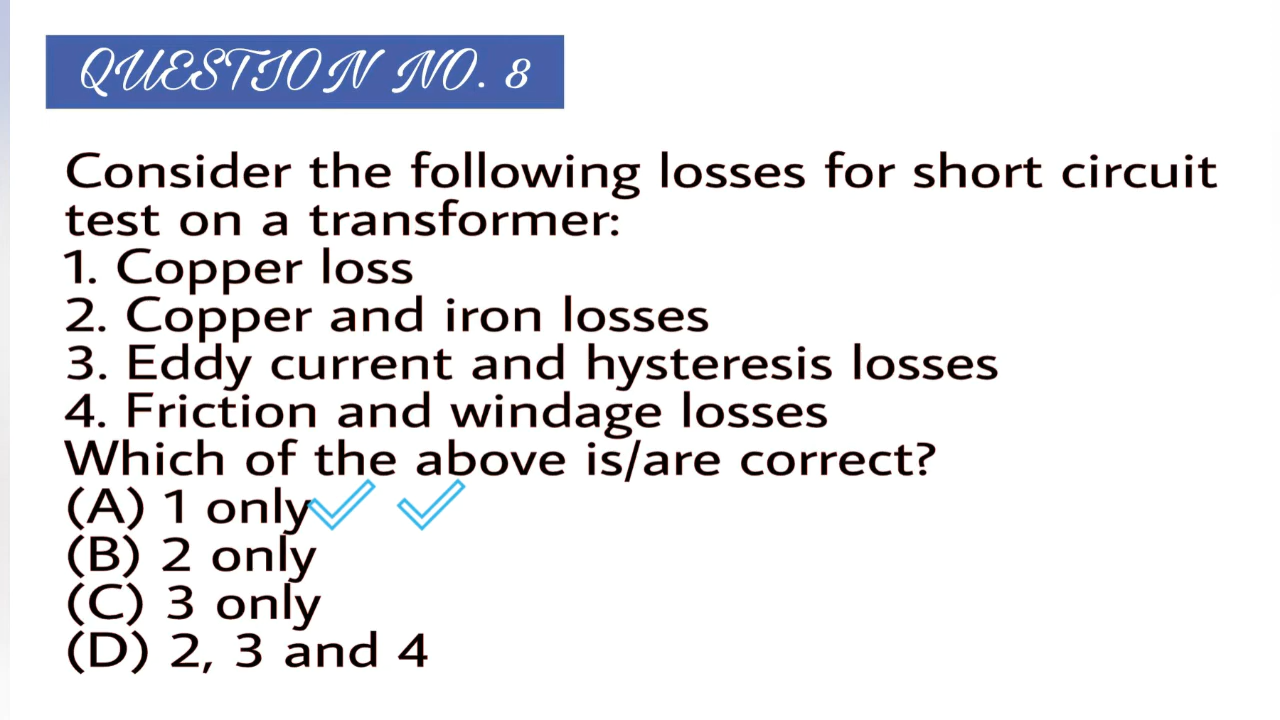 QUESTION NO. 8
Consider the following losses for short circuit
test on a transformer:
1. Copper loss
2. Copper and iron losses
3. Eddy current and hysteresis losses
4. Friction and windage losses
Which of the above is/are correct?
(A) 1 only
(B) 2 only
(C) 3 only
(D) 2, 3 and 4